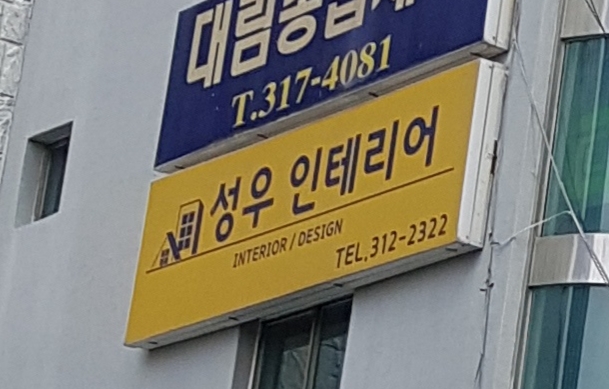 T.317-4081
성우 인테리어
INTERIOR / DESIGN
TEL.312-2322